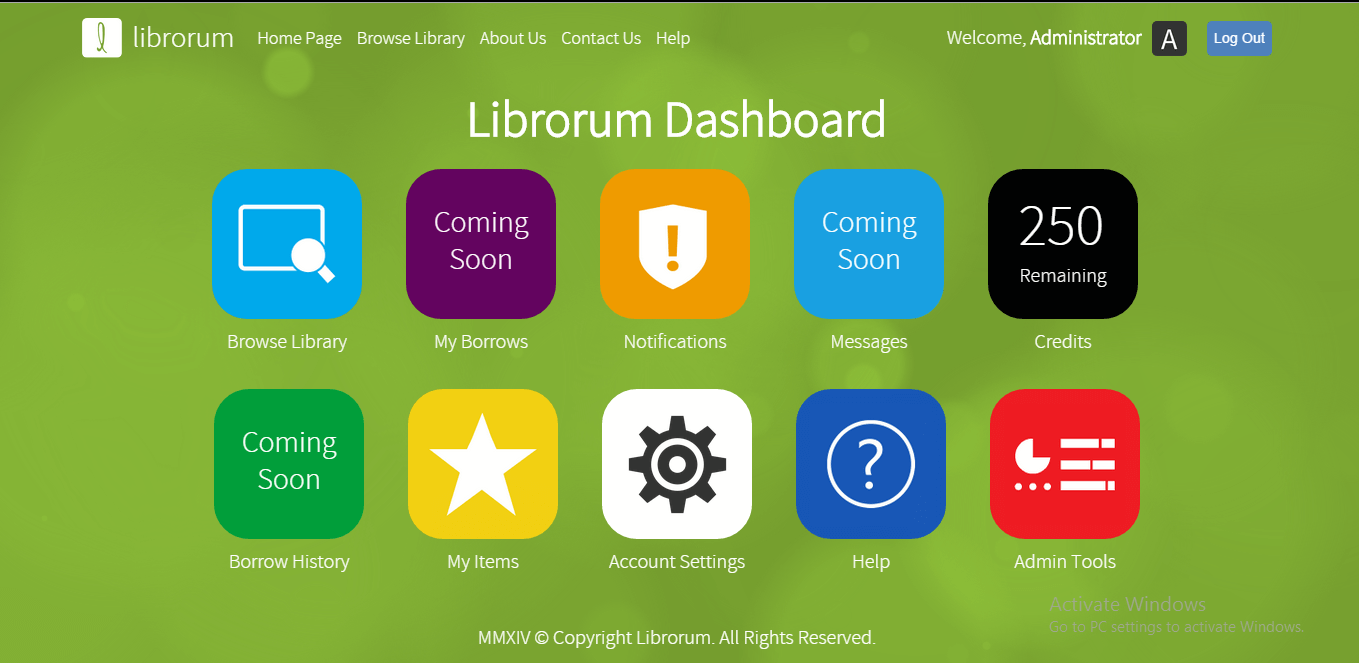 librorum Home Page Browse Library About Us Contact Us Help Welcome, Administrator A Log Out
Librorum Dashboard
Coming
Soon
!
Coming
Soon
250
Remaining
Browse Library My Borrows Notifications Messages Credits
Coming
Soon
?
Borrow History My Items Account Settings Help Admin Tools
Activate Windows
Go to PC settings to activate Windows.
MMXIV © Copyright Librorum. All Rights Reserved.